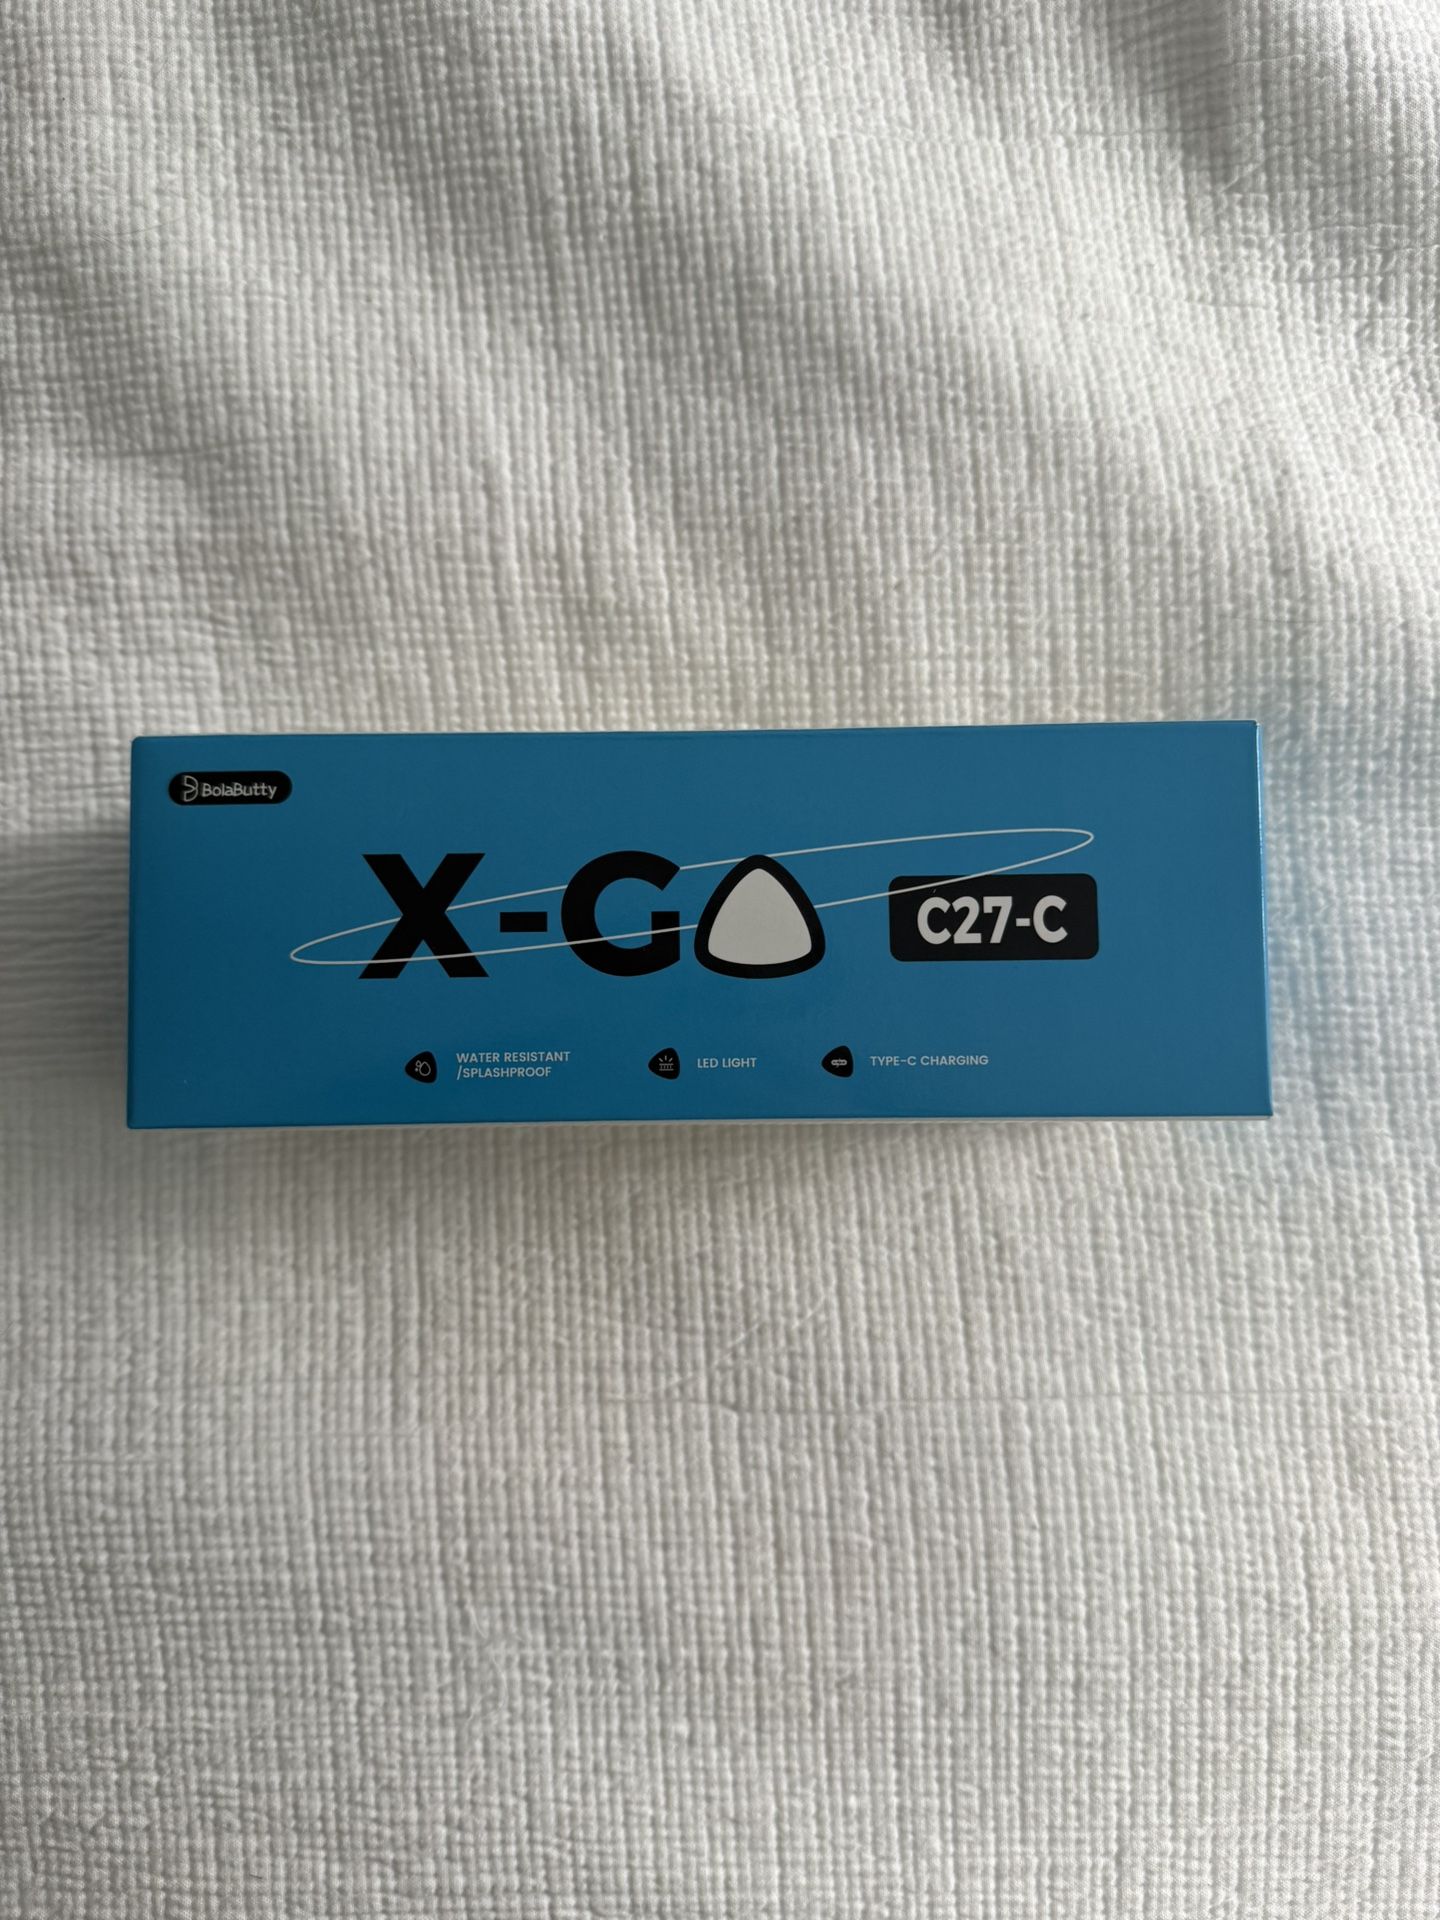 BolaButty
X-GO
C27-C
WATER RESISTANT
/SPLASHPROOF
LED LIGHT
TYPE-C CHARGING